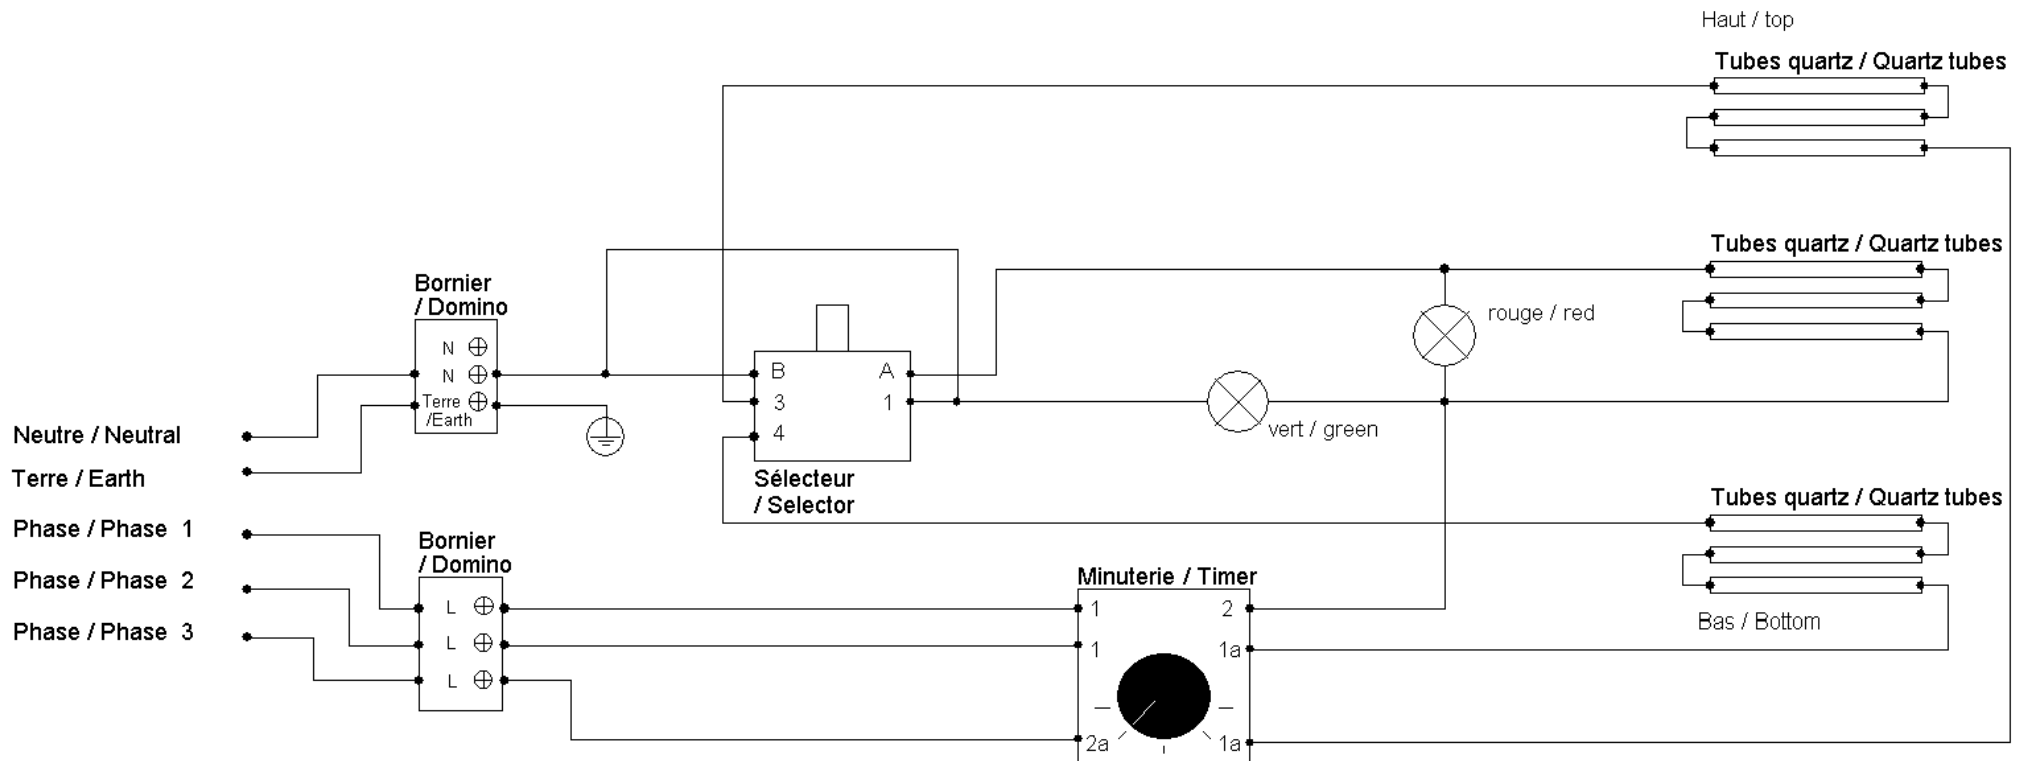 Haut / top
Tubes quartz / Quartz tubes
Tubes quartz / Quartz tubes
Bornier
/ Domino
rouge / red
N
N
Terre
/Earth
B
A
3
1
4
vert / green
Neutre / Neutral
Terre / Earth
Sélecteur
/ Selector
Tubes quartz / Quartz tubes
Phase / Phase 1
Bornier
/ Domino
Phase / Phase 2
Minuterie / Timer
L
1
2
Bas / Bottom
Phase / Phase 3
L
1
1a
L
2a
1a